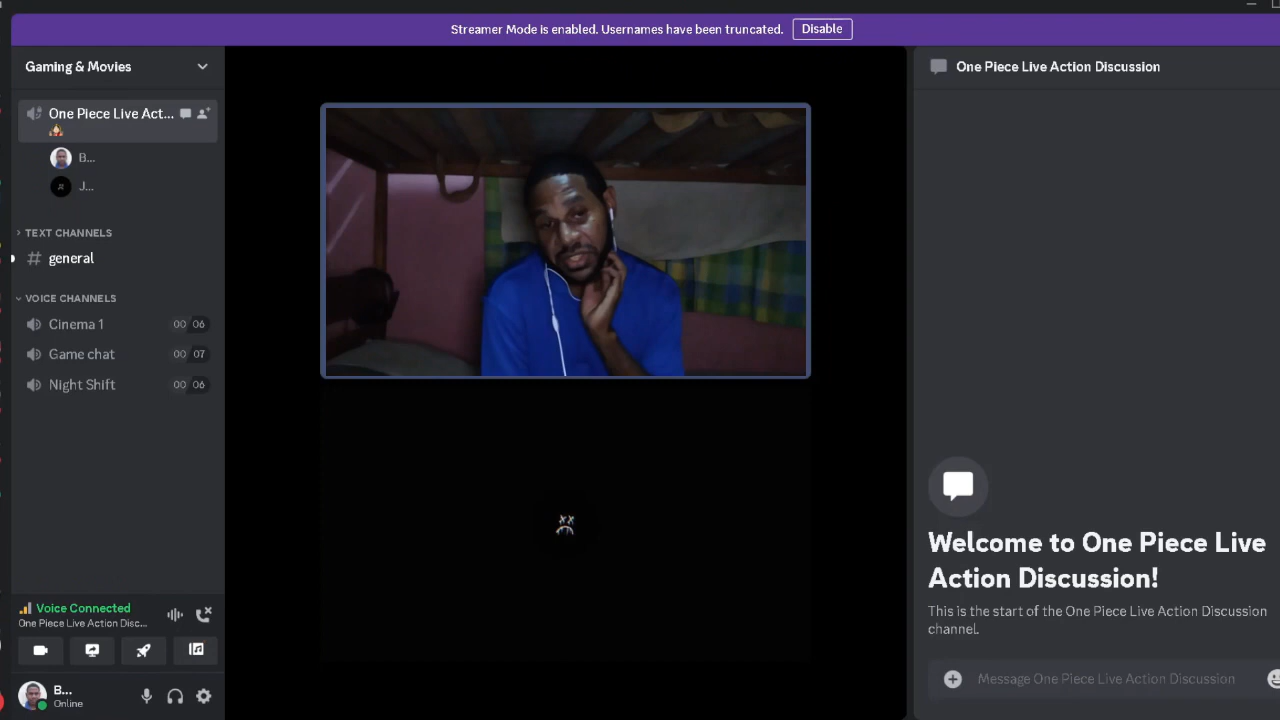 Streamer Mode is enabled. Usernames have been truncated. Disable
Gaming & Movies
One Piece Live Act...
B...
J...
TEXT CHANNELS
# general
VOICE CHANNELS
Cinema 1 00 06
Game chat 00 07
Night Shift 00 06
Voice Connected
One Piece Live Action Disc...
B...
Online
One Piece Live Action Discussion
Welcome to One Piece Live
Action Discussion!
This is the start of the One Piece Live Action Discussion
channel.
Message One Piece Live Action Discussion